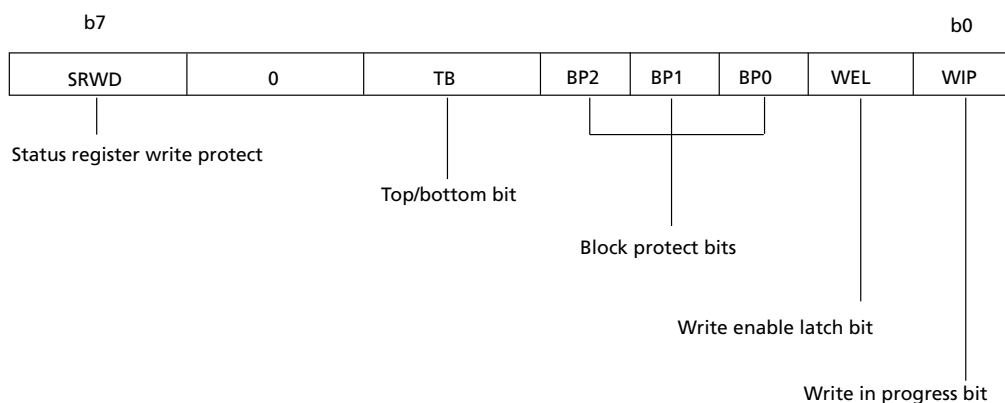 b7 b0
SRWD 0 TB BP2 BP1 BP0 WEL WIP
Status register write protect
Top/bottom bit
Block protect bits
Write enable latch bit
Write in progress bit